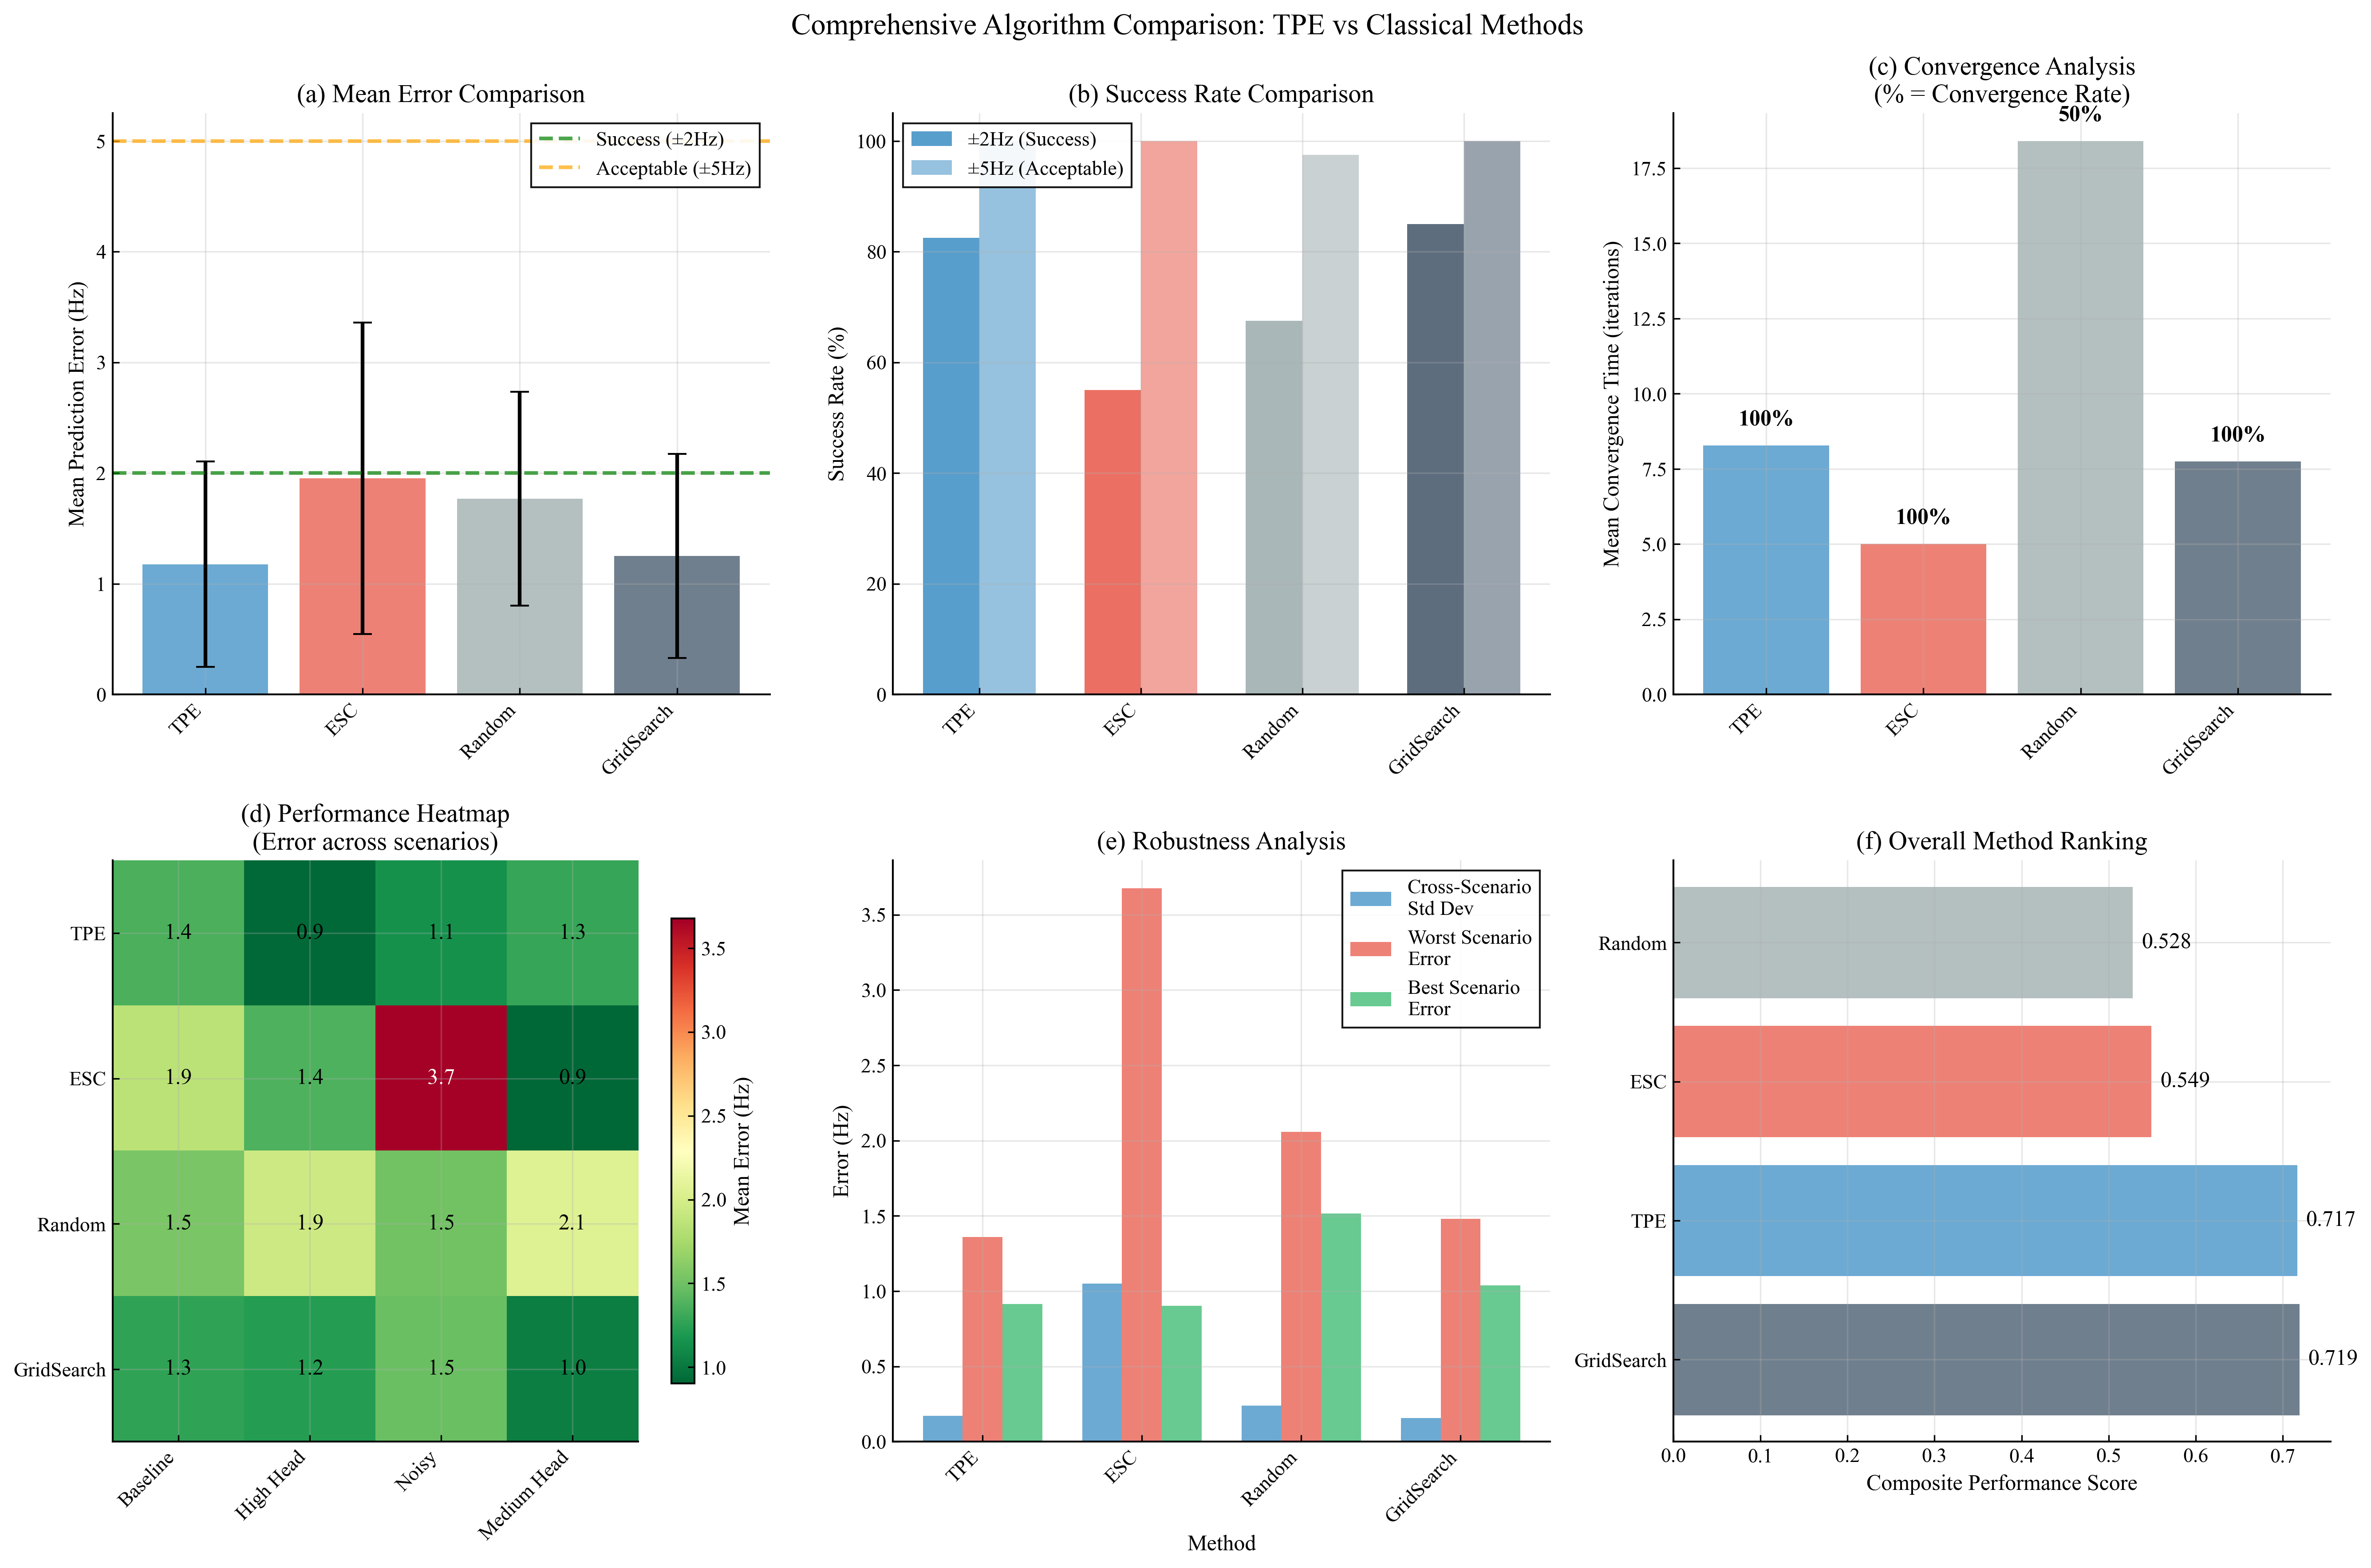 Comprehensive Algorithm Comparison: TPE vs Classical Methods
(a) Mean Error Comparison
Mean Prediction Error (Hz)
5
4
3
2
1
0
Success (±2Hz)
Acceptable (±5Hz)
TPE
ESC
Random
GridSearch
(b) Success Rate Comparison
Success Rate (%)
100
80
60
40
20
0
±2Hz (Success)
±5Hz (Acceptable)
TPE
ESC
Random
GridSearch
(c) Convergence Analysis
(% = Convergence Rate)
Mean Convergence Time (iterations)
17.5
15.0
12.5
10.0
7.5
5.0
2.5
0.0
100%
100%
50%
100%
TPE
ESC
Random
GridSearch
(d) Performance Heatmap
(Error across scenarios)
TPE
1.4
0.9
1.1
1.3
ESC
1.9
1.4
3.7
0.9
Random
1.5
1.9
1.5
2.1
GridSearch
1.3
1.2
1.5
1.0
Baseline
High Head
Noisy
Medium Head
3.5
3.0
2.5
2.0
1.5
1.0
Mean Error (Hz)
(e) Robustness Analysis
Error (Hz)
3.5
3.0
2.5
2.0
1.5
1.0
0.5
0.0
Cross-Scenario
Std Dev
Worst Scenario
Error
Best Scenario
Error
TPE
ESC
Random
GridSearch
Method
(f) Overall Method Ranking
Random
0.528
ESC
0.549
TPE
0.717
GridSearch
0.719
0.0
0.1
0.2
0.3
0.4
0.5
0.6
0.7
Composite Performance Score